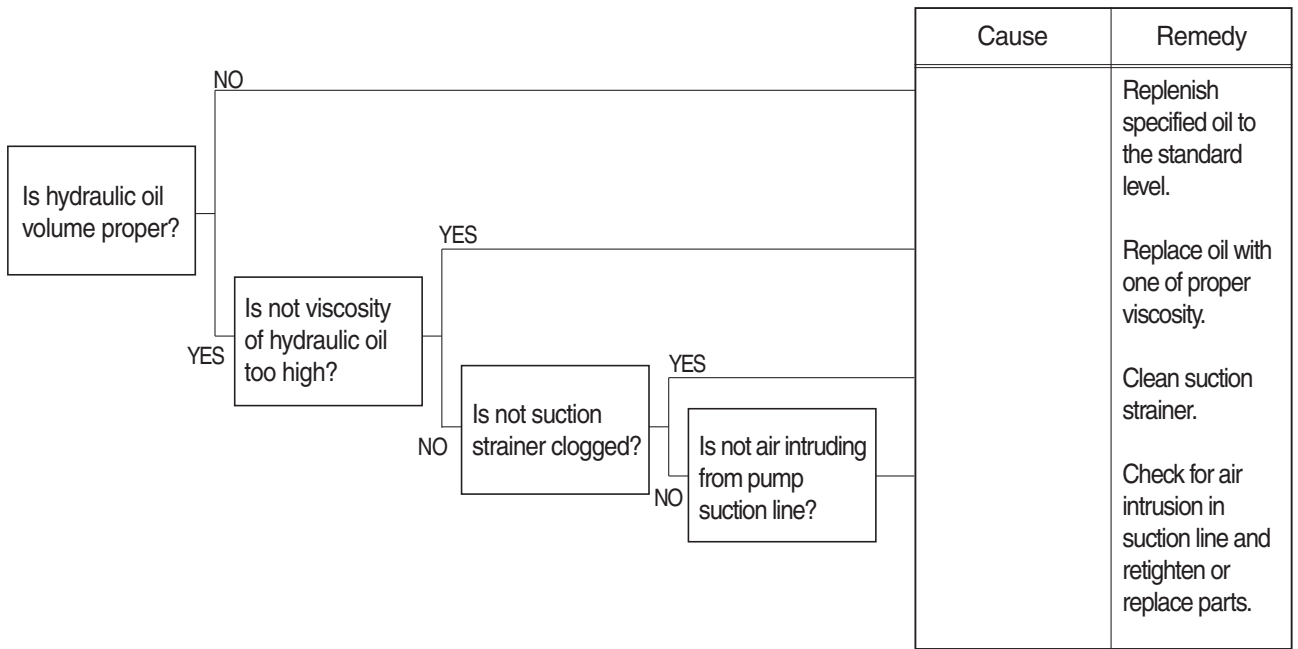 Cause
Remedy
NO
Replenish
specified oil to
the standard
level.
Is hydraulic oil
volume proper?
YES
Replace oil with
one of proper
viscosity.
YES
Is not viscosity
of hydraulic oil
too high?
YES
Clean suction
strainer.
NO
Is not suction
strainer clogged?
NO
Is not air intruding
from pump
suction line?
Check for air
intrusion in
suction line and
retighten or
replace parts.